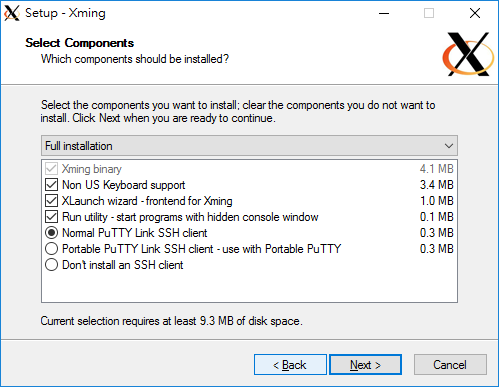 Setup - Xming
Select Components
Which components should be installed?
Select the components you want to install; clear the components you do not want to
install. Click Next when you are ready to continue.
Full installation
Xming binary 4.1 MB
Non US Keyboard support 3.4 MB
XLaunch wizard - frontend for Xming 1.0 MB
Run utility - start programs with hidden console window 0.1 MB
Normal PuTTY Link SSH client 0.3 MB
Portable PuTTY Link SSH client - use with Portable PuTTY 0.3 MB
Don't install an SSH client
Current selection requires at least 9.3 MB of disk space.
< Back Next > Cancel